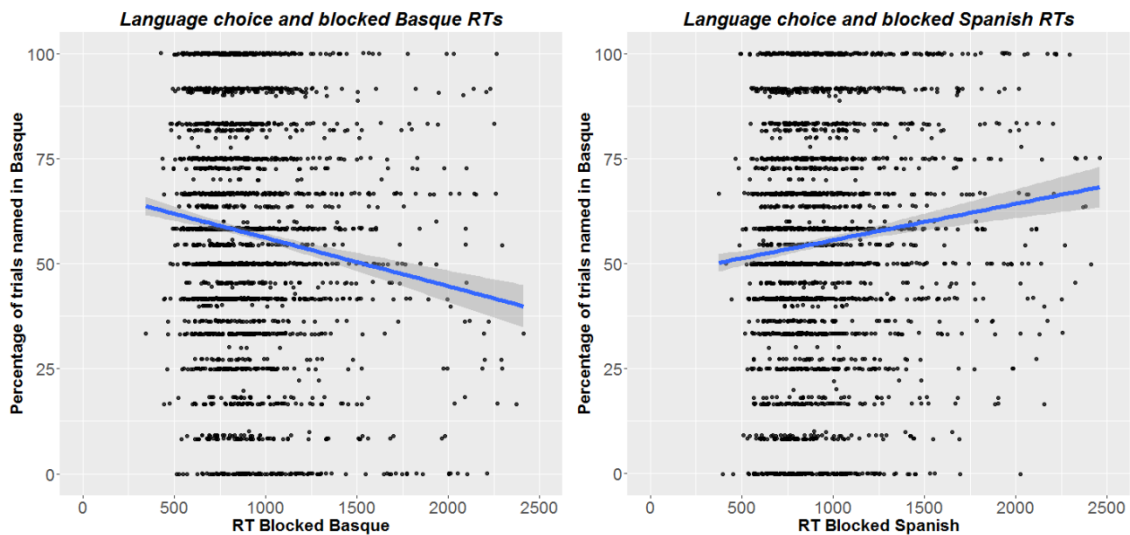 Language choice and blocked Basque RTs
Percentage of trials named in Basque
100
75
50
25
0
0 500 1000 1500 2000 2500
RT Blocked Basque
Language choice and blocked Spanish RTs
Percentage of trials named in Basque
100
75
50
25
0
0 500 1000 1500 2000 2500
RT Blocked Spanish